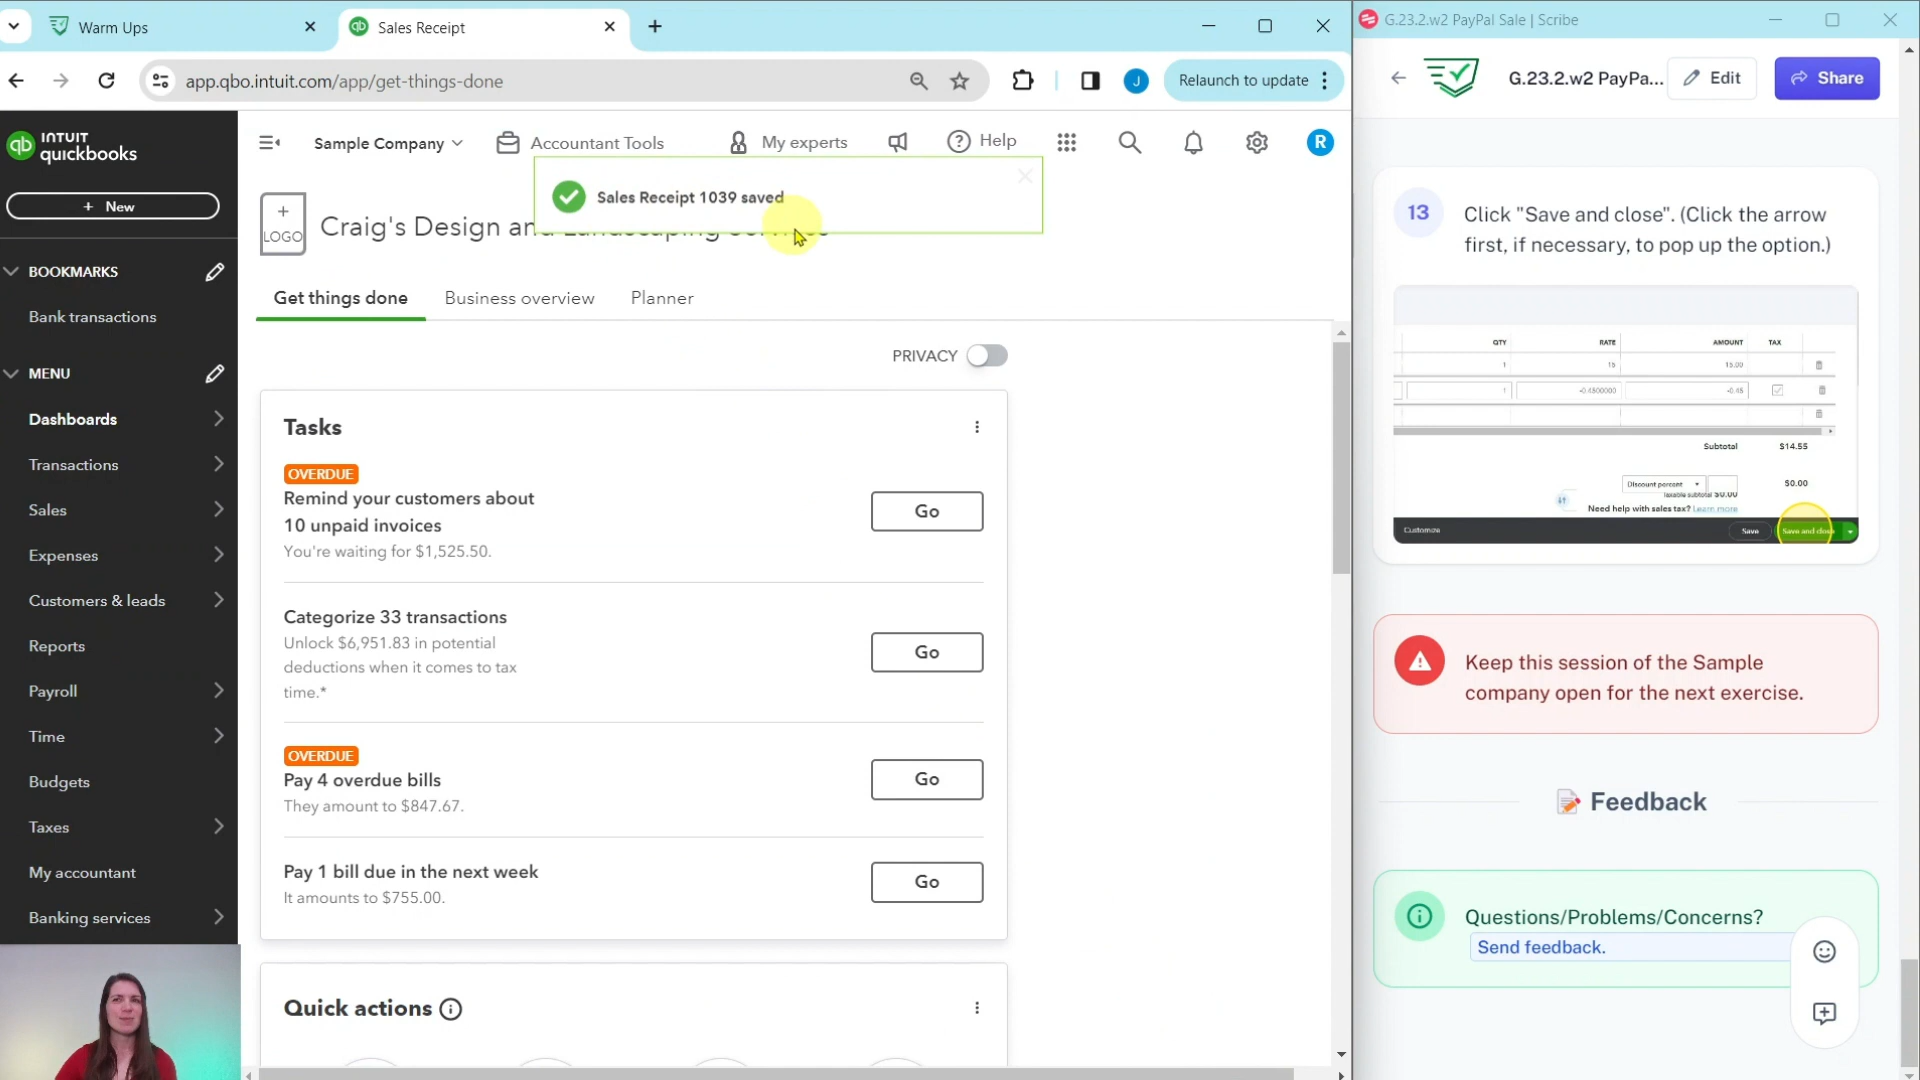 Warm Ups
Sales Receipt
app.qbo.intuit.com/app/get-things-done
J
Relaunch to update
INTUIT
quickbooks
qb
+ New
BOOKMARKS
Bank transactions
MENU
Dashboards
Transactions
Sales
Expenses
Customers & leads
Reports
Payroll
Time
Budgets
Taxes
My accountant
Banking services
Sample Company
Accountant Tools
My experts
Help
R
Sales Receipt 1039 saved
+
LOGO
Craig's Design and Landscaping Services
Get things done
Business overview
Planner
PRIVACY
Tasks
OVERDUE
Remind your customers about
10 unpaid invoices
You're waiting for $1,525.50.
Go
Categorize 33 transactions
Unlock $6,951.83 in potential
deductions when it comes to tax
time.*
Go
OVERDUE
Pay 4 overdue bills
They amount to $847.67.
Go
Pay 1 bill due in the next week
It amounts to $755.00.
Go
Quick actions
G.23.2.w2 PayPal Sale | Scribe
G.23.2.w2 PayPa...
Edit
Share
13
Click "Save and close". (Click the arrow
first, if necessary, to pop up the option.)
QTY RATE AMOUNT TAX
1 15 15.00
1 -0.4500000 -0.45
Subtotal $14.55
Discount percent $0.00
Taxable subtotal $0.00
Need help with sales tax? Learn more
Customize Save Save and close
Keep this session of the Sample
company open for the next exercise.
Feedback
Questions/Problems/Concerns?
Send feedback.